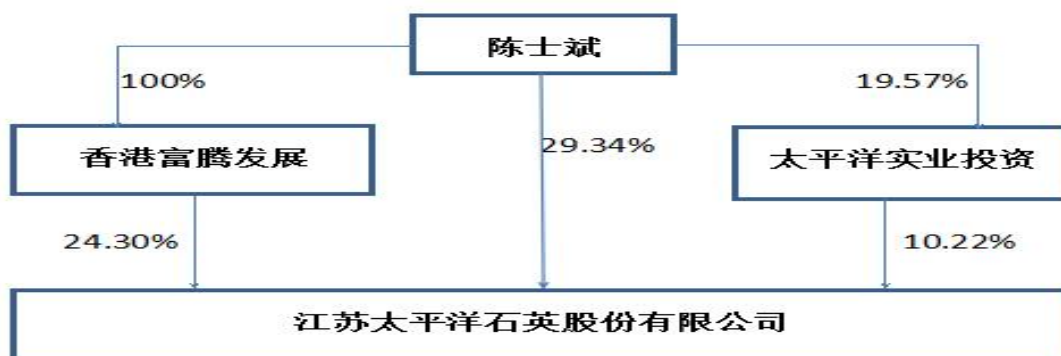 陈士斌
100%
19.57%
香港富腾发展
29.34%
太平洋实业投资
24.30%
10.22%
江苏太平洋石英股份有限公司